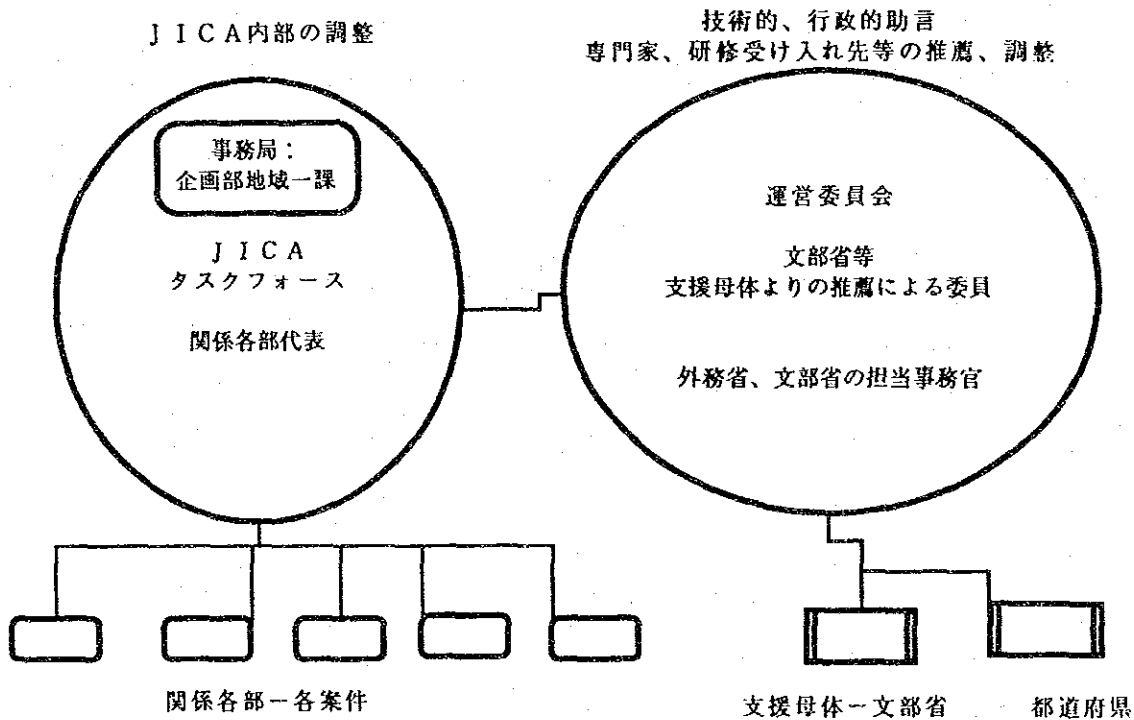 JICA内部の調整
事務局：
企画部地域一課
JICA
タスクフォース
関係各部代表
関係各部－各案件
技術的、行政的助言
専門家、研修受け入れ先等の推薦、調整
運営委員会
文部省等
支援母体よりの推薦による委員
外務省、文部省の担当事務官
支援母体－文部省
都道府県